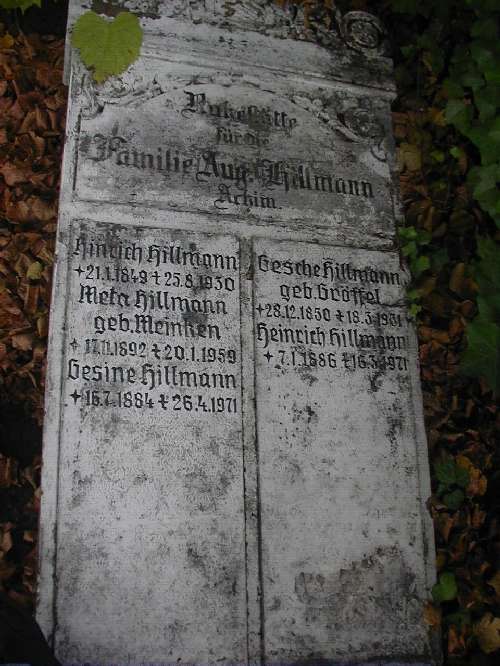 Ruhestätte
für die
Familie Aug. Hillmann
Achim.
Hinrich Hillmann
+21.1.1849 ⚹ 25.8.1930
Meta Hillmann
geb. Meinken
+ 17.11.1892 ⚹ 20.1.1959
Gesine Hillmann
+ 16.7.1884 ⚹ 26.4.1971
Gesche Hillmann
geb. Gräffel
+28.12.1850 ⚹ 18.3.1931
Heinrich Hillmann
+ 7.1.1886 ⚹ 16.3.1971